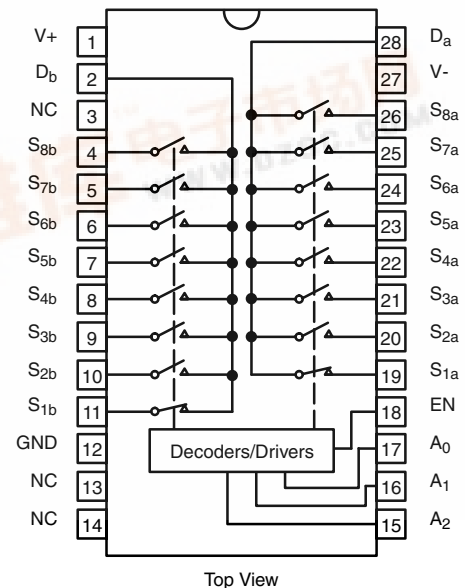 V+ 1 28 Da
Db 2 27 V-
NC 3 26 S8a
S8b 4 25 S7a
S7b 5 24 S6a
S6b 6 23 S5a
S5b 7 22 S4a
S4b 8 21 S3a
S3b 9 20 S2a
S2b 10 19 S1a
S1b 11 18 EN
GND 12 Decoders/Drivers 17 A0
NC 13 16 A1
NC 14 15 A2
Top View